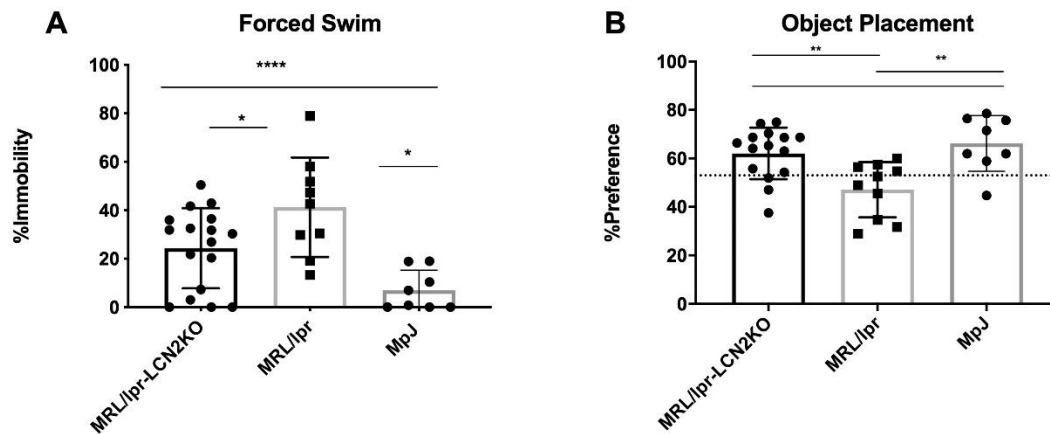 A
Forced Swim
%Immobility
100
80
60
40
20
0
****
*
*
MRL/lpr-LCN2KO
MRL/lpr
MpJ
B
Object Placement
%Preference
100
80
60
40
20
0
**
**
MRL/lpr-LCN2KO
MRL/lpr
MpJ